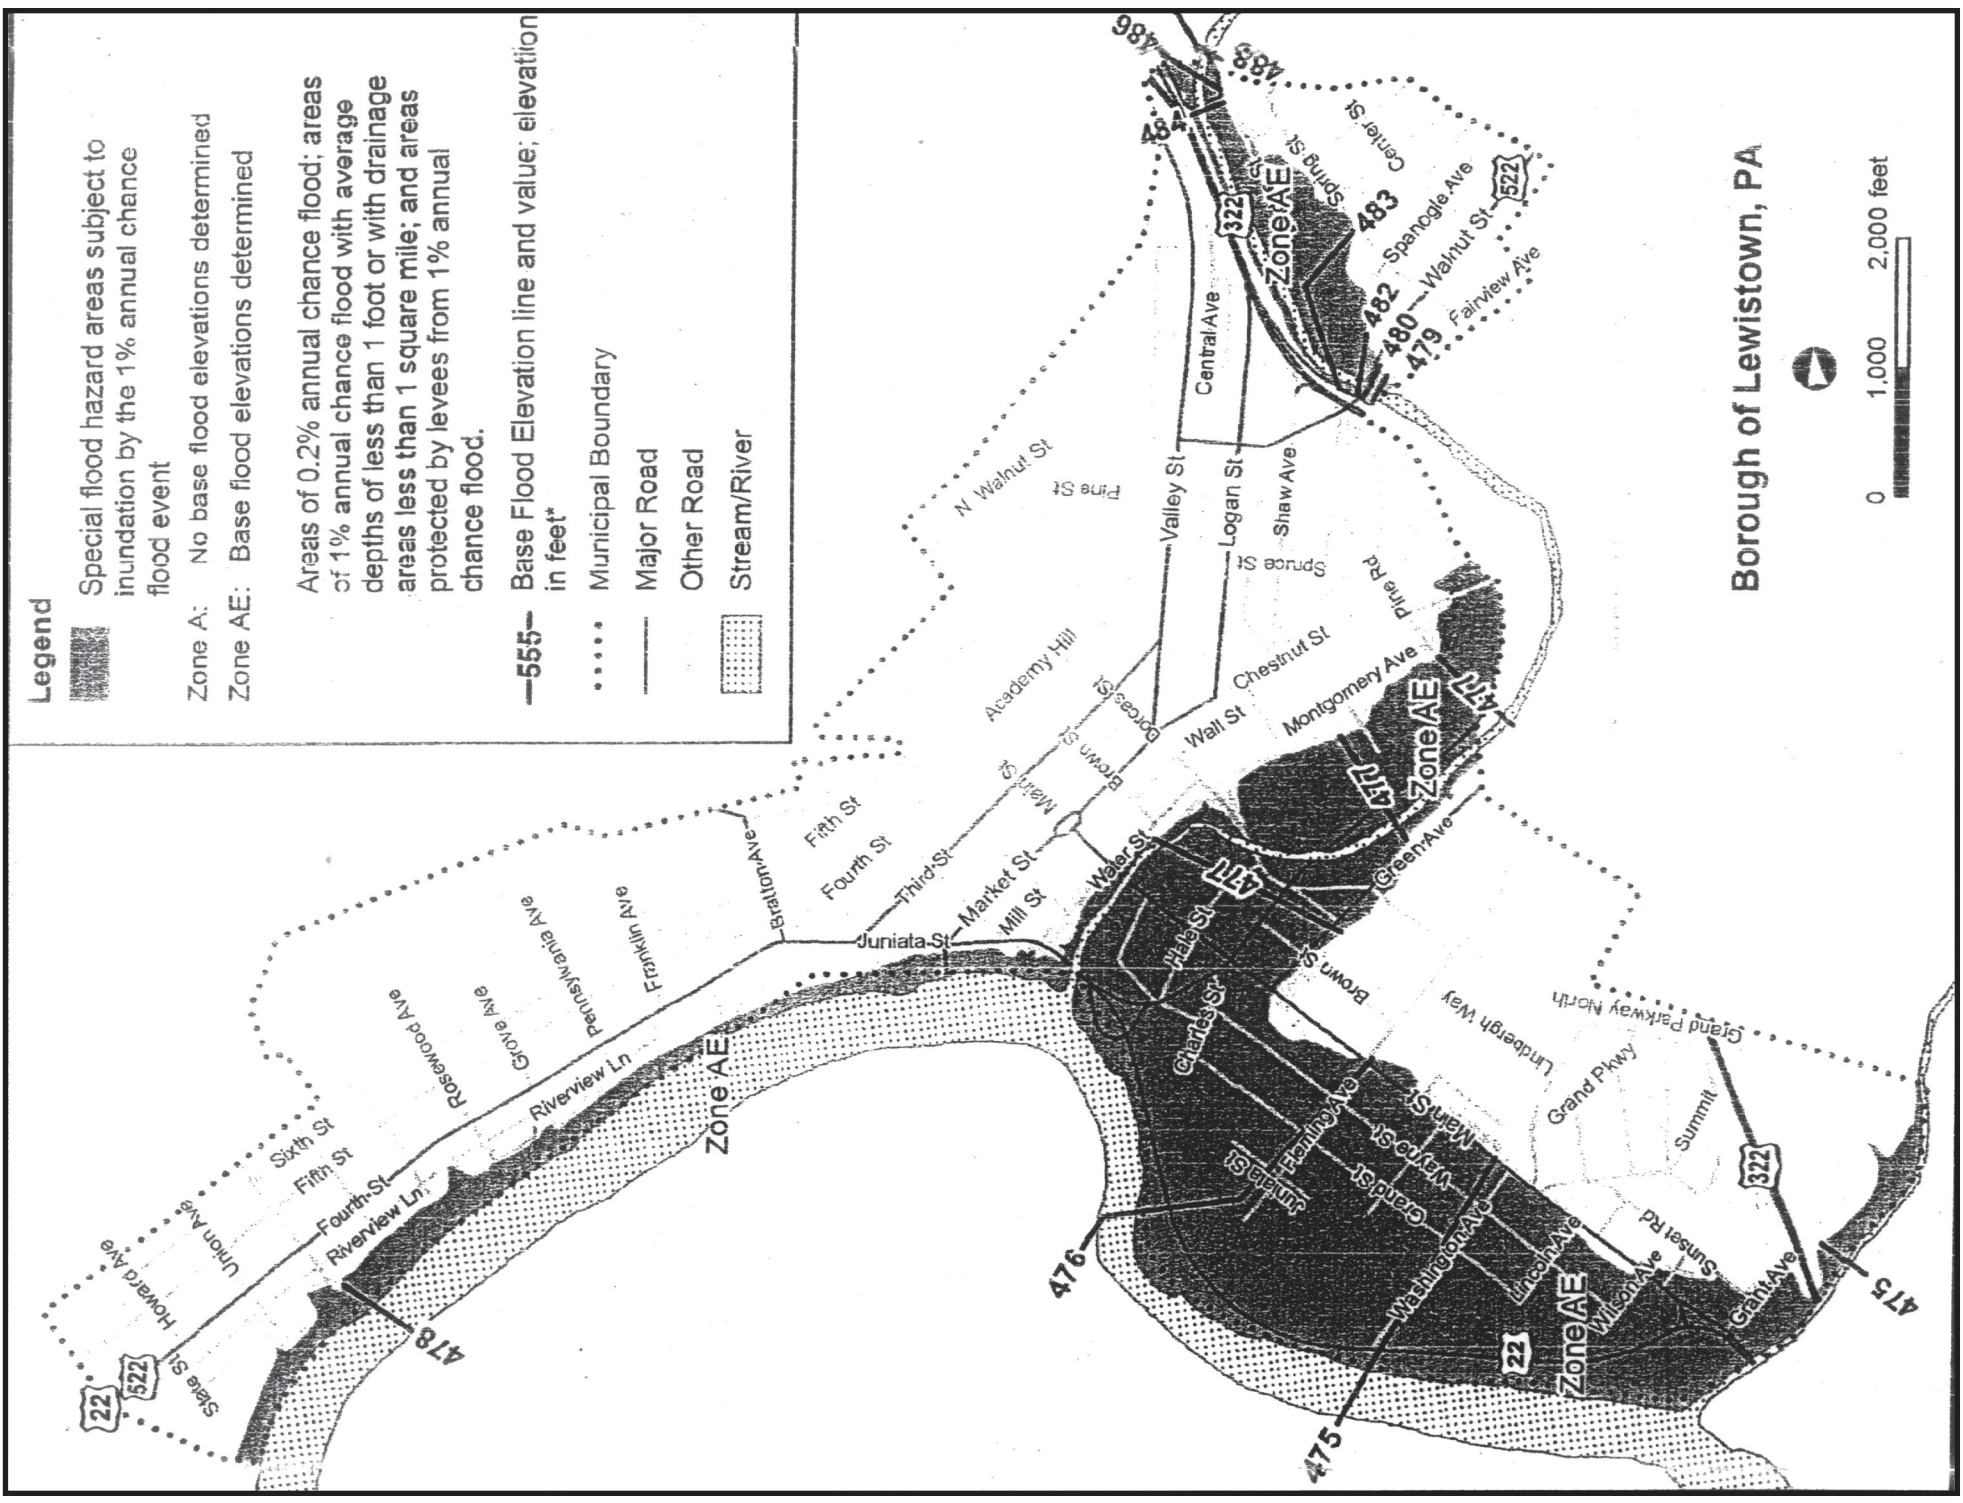 Legend
Special flood hazard areas subject to
inundation by the 1% annual chance
flood event
Zone A: No base flood elevations determined
Zone AE: Base flood elevations determined
Areas of 0.2% annual chance flood; areas
of 1% annual chance flood with average
depths of less than 1 foot or with drainage
areas less than 1 square mile; and areas
protected by levees from 1% annual
chance flood.
555
Base Flood Elevation line and value; elevation
in feet*
Municipal Boundary
Major Road
Other Road
Stream/River
22
522
State St
Howard Ave
Union Ave
Sixth St
Fifth St
Fourth St
Riverview Ln
478
Rosewood Ave
Grove Ave
Pennsylvania Ave
Franklin Ave
Riverview Ln
Zone AE
Bratton Ave
Fifth St
Fourth St
Third St
Juniata St
Market St
Mill St
Main St
Brown St
Dorcas St
Academy Hill
N Walnut St
Pine St
Valley St
Central Ave
Logan St
Shaw Ave
Spruce St
Chestnut St
Wall St
Montgomery Ave
Pine Rd
Water St
477
477
477
Zone AE
Green Ave
Hale St
Charles St
Brown St
Lindbergh Way
Grand Parkway North
Grand Pkwy
Summit
322
Main St
Wayne St
Grand St
Juniata St
Fleming Ave
Washington Ave
Lincoln Ave
Wilson Ave
Sunset Rd
Grant Ave
Zone AE
22
476
475
475
486
488
484
322
Zone AE
Spring St
Center St
483
Spanogle Ave
Walnut St
522
Fairview Ave
482
480
479
Borough of Lewistown, PA
0 1,000 2,000 feet